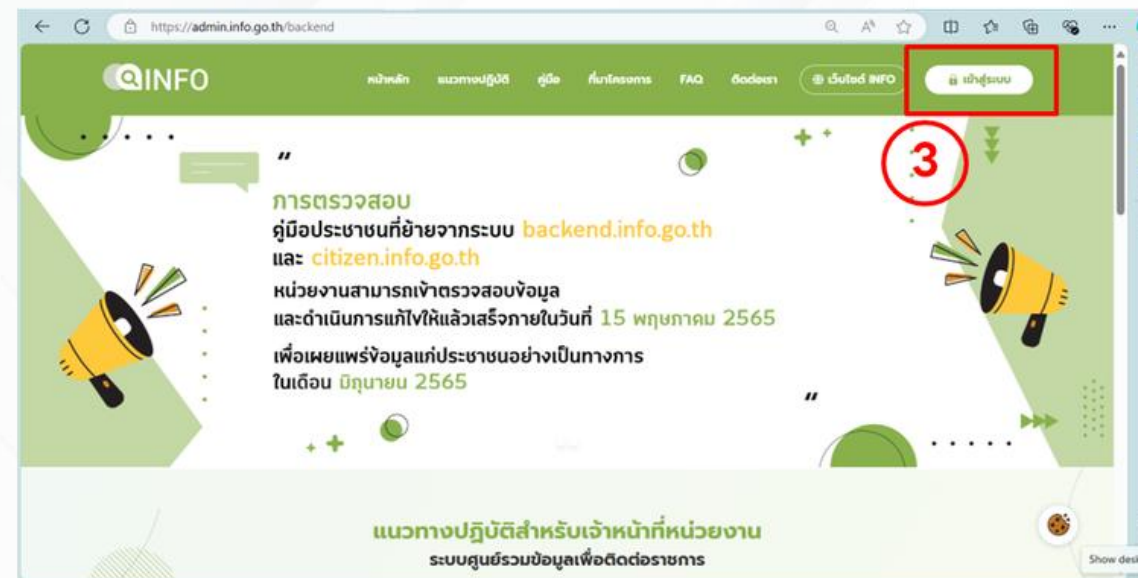 https://admin.info.go.th/backend
INFO
หน้าหลัก แนวทางปฏิบัติ คู่มือ ที่มาโครงการ FAQ ติดต่อเรา เว็บไซต์ INFO เข้าสู่ระบบ
3
"
การตรวจสอบ
คู่มือประชาชนที่ย้ายจากระบบ backend.info.go.th
และ citizen.info.go.th
หน่วยงานสามารถเข้าตรวจสอบข้อมูล
และดำเนินการแก้ไขให้แล้วเสร็จภายในวันที่ 15 พฤษภาคม 2565
เพื่อเผยแพร่ข้อมูลแก่ประชาชนอย่างเป็นทางการ
ในเดือน มิถุนายน 2565
"
แนวทางปฏิบัติสำหรับเจ้าหน้าที่หน่วยงาน
ระบบศูนย์รวมข้อมูลเพื่อติดต่อราชการ
Show desk